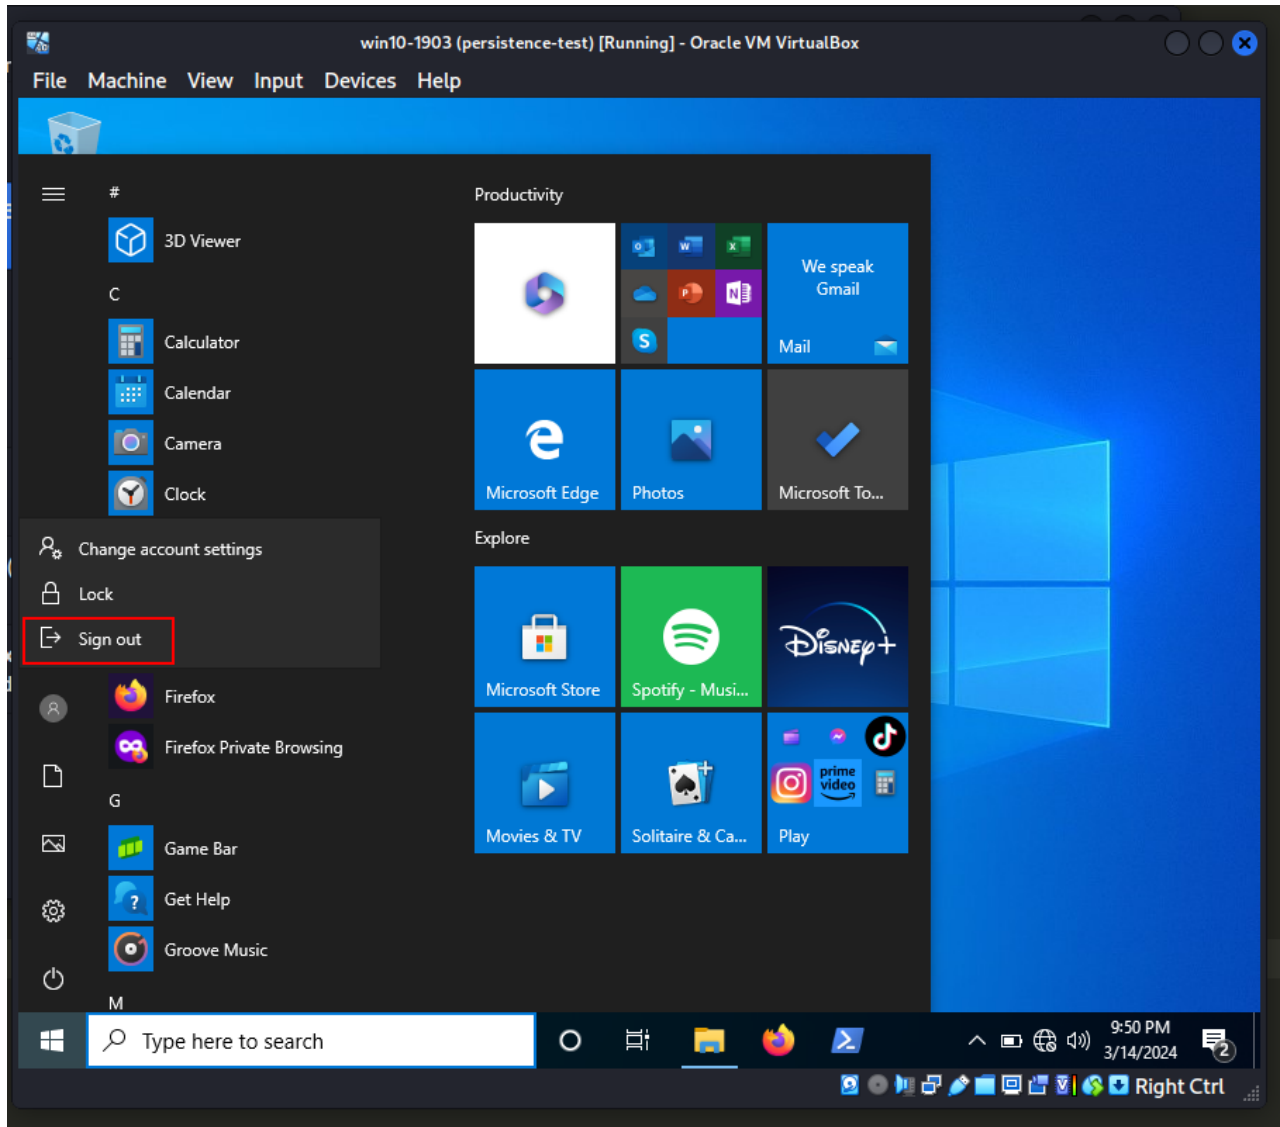 win10-1903 (persistence-test) [Running] - Oracle VM VirtualBox
File Machine View Input Devices Help
#
3D Viewer
C
Calculator
Calendar
Camera
Clock
Change account settings
Lock
Sign out
Firefox
Firefox Private Browsing
G
Game Bar
Get Help
Groove Music
M
Productivity
We speak
Gmail
Mail
Microsoft Edge
Photos
Microsoft To...
Explore
Microsoft Store
Spotify - Musi...
Disney+
Movies & TV
Solitaire & Ca...
prime
video
Play
Type here to search
9:50 PM
3/14/2024
2
Right Ctrl